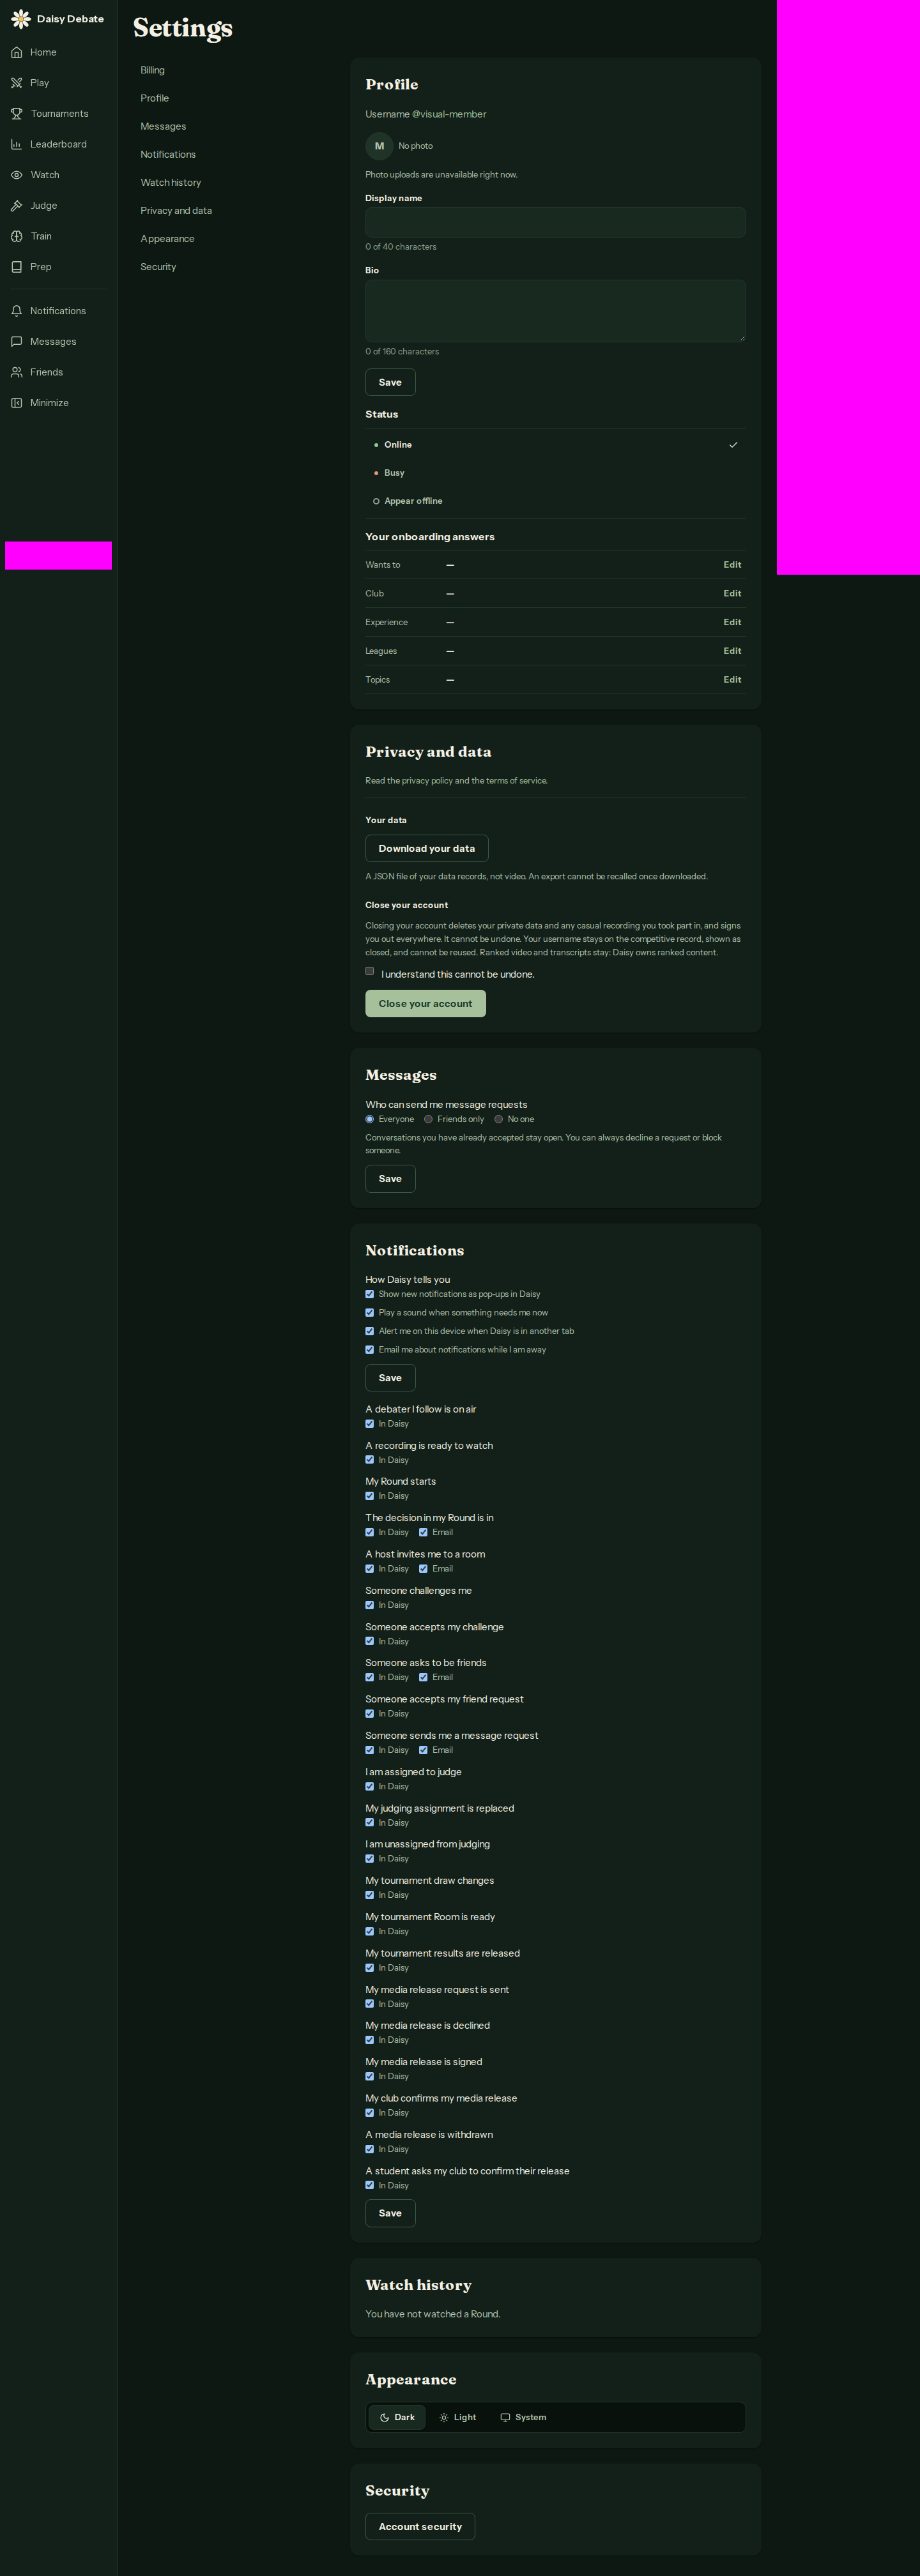 Daisy Debate
Home
Play
Tournaments
Leaderboard
Watch
Judge
Train
Prep
Notifications
Messages
Friends
Minimize
Settings
Billing
Profile
Messages
Notifications
Watch history
Privacy and data
Appearance
Security
Profile
Username @visual-member
M No photo
Photo uploads are unavailable right now.
Display name
0 of 40 characters
Bio
0 of 160 characters
Save
Status
Online
Busy
Appear offline
Your onboarding answers
Wants to — Edit
Club — Edit
Experience — Edit
Leagues — Edit
Topics — Edit
Privacy and data
Read the privacy policy and the terms of service.
Your data
Download your data
A JSON file of your data records, not video. An export cannot be recalled once downloaded.
Close your account
Closing your account deletes your private data and any casual recording you took part in, and signs
you out everywhere. It cannot be undone. Your username stays on the competitive record, shown as
closed, and cannot be reused. Ranked video and transcripts stay: Daisy owns ranked content.
I understand this cannot be undone.
Close your account
Messages
Who can send me message requests
Everyone Friends only No one
Conversations you have already accepted stay open. You can always decline a request or block
someone.
Save
Notifications
How Daisy tells you
Show new notifications as pop-ups in Daisy
Play a sound when something needs me now
Alert me on this device when Daisy is in another tab
Email me about notifications while I am away
Save
A debater I follow is on air
In Daisy
A recording is ready to watch
In Daisy
My Round starts
In Daisy
The decision in my Round is in
In Daisy Email
A host invites me to a room
In Daisy Email
Someone challenges me
In Daisy
Someone accepts my challenge
In Daisy
Someone asks to be friends
In Daisy Email
Someone accepts my friend request
In Daisy
Someone sends me a message request
In Daisy Email
I am assigned to judge
In Daisy
My judging assignment is replaced
In Daisy
I am unassigned from judging
In Daisy
My tournament draw changes
In Daisy
My tournament Room is ready
In Daisy
My tournament results are released
In Daisy
My media release request is sent
In Daisy
My media release is declined
In Daisy
My media release is signed
In Daisy
My club confirms my media release
In Daisy
A media release is withdrawn
In Daisy
A student asks my club to confirm their release
In Daisy
Save
Watch history
You have not watched a Round.
Appearance
Dark Light System
Security
Account security